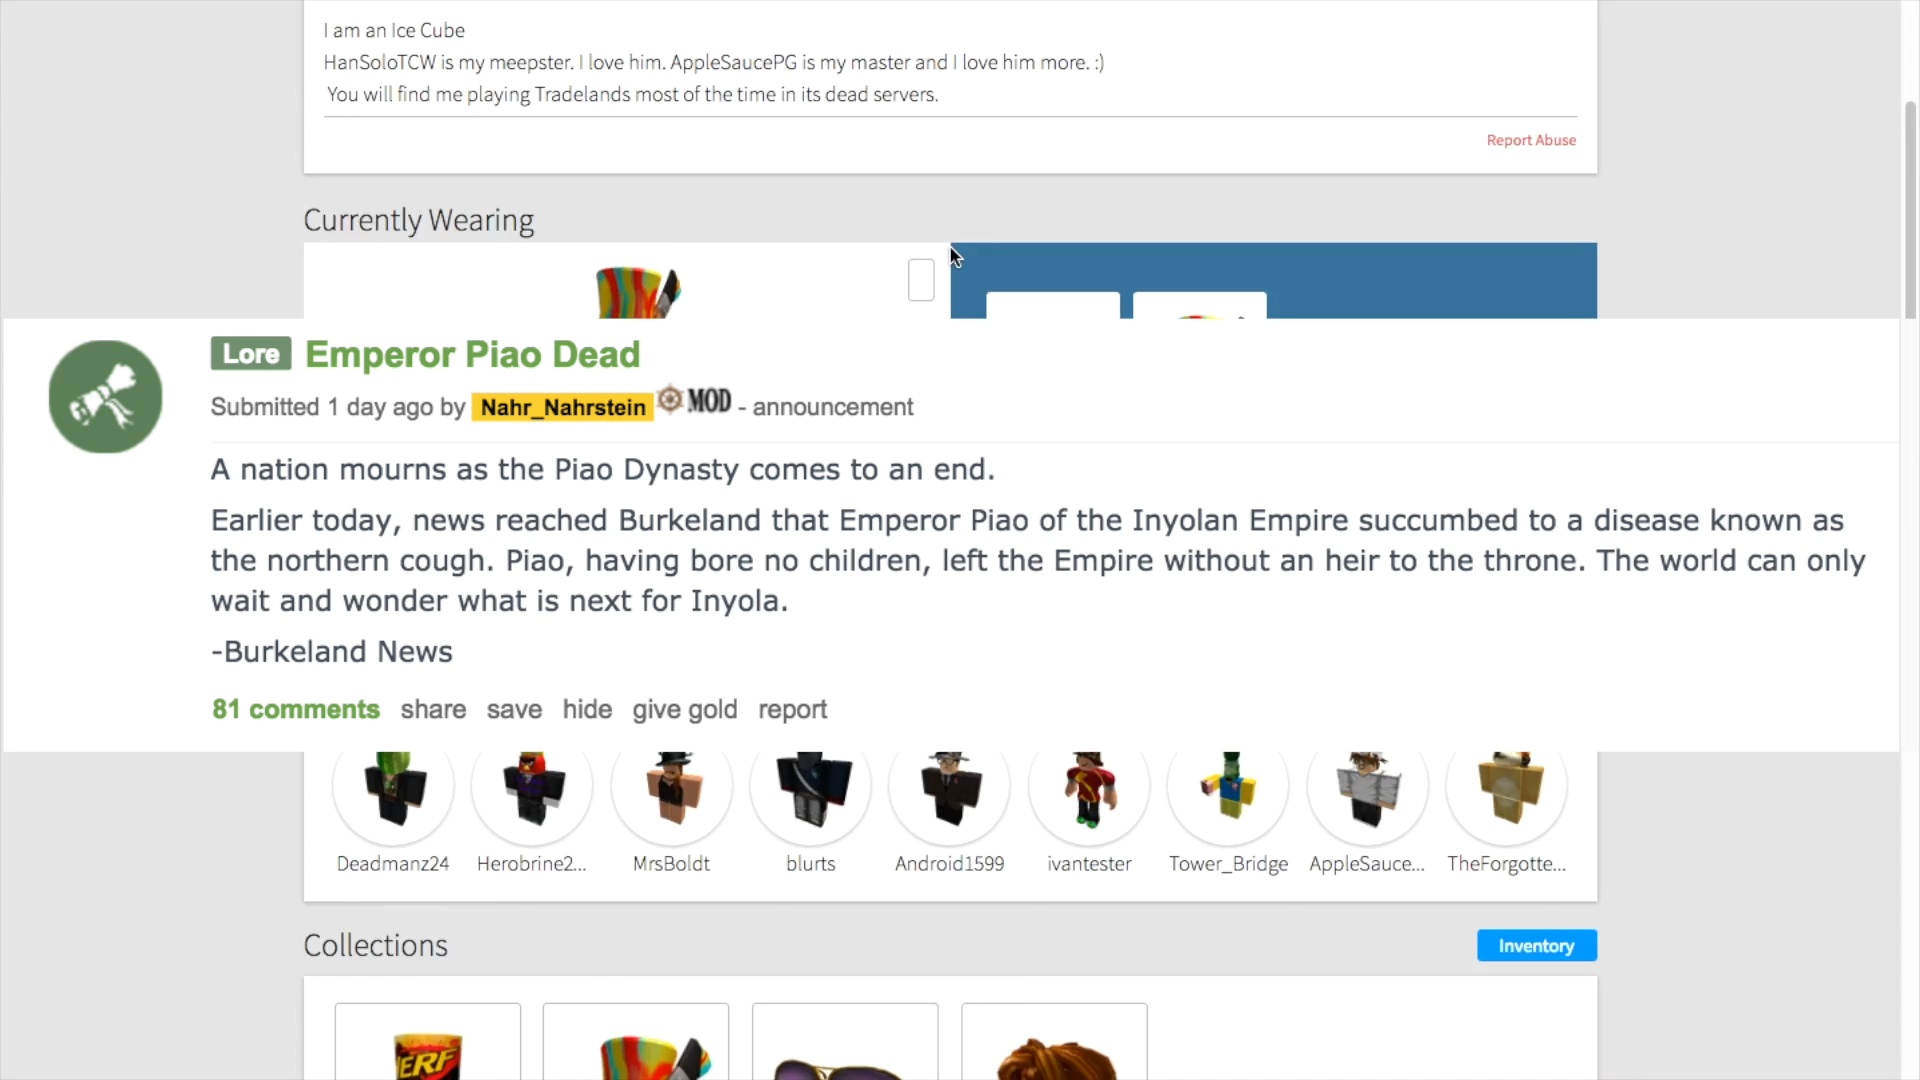 I am an Ice Cube
HanSoloTCW is my meepster. I love him. AppleSaucePG is my master and I love him more. :)
You will find me playing Tradelands most of the time in its dead servers.
Report Abuse
Currently Wearing
Lore Emperor Piao Dead
Submitted 1 day ago by Nahr_Nahrstein MOD - announcement
A nation mourns as the Piao Dynasty comes to an end.
Earlier today, news reached Burkeland that Emperor Piao of the Inyolan Empire succumbed to a disease known as
the northern cough. Piao, having bore no children, left the Empire without an heir to the throne. The world can only
wait and wonder what is next for Inyola.
-Burkeland News
81 comments share save hide give gold report
Deadmanz24 Herobrine2... MrsBoldt blurts Android1599 ivantester Tower_Bridge AppleSauce... TheForgotte...
Collections
Inventory
ERF